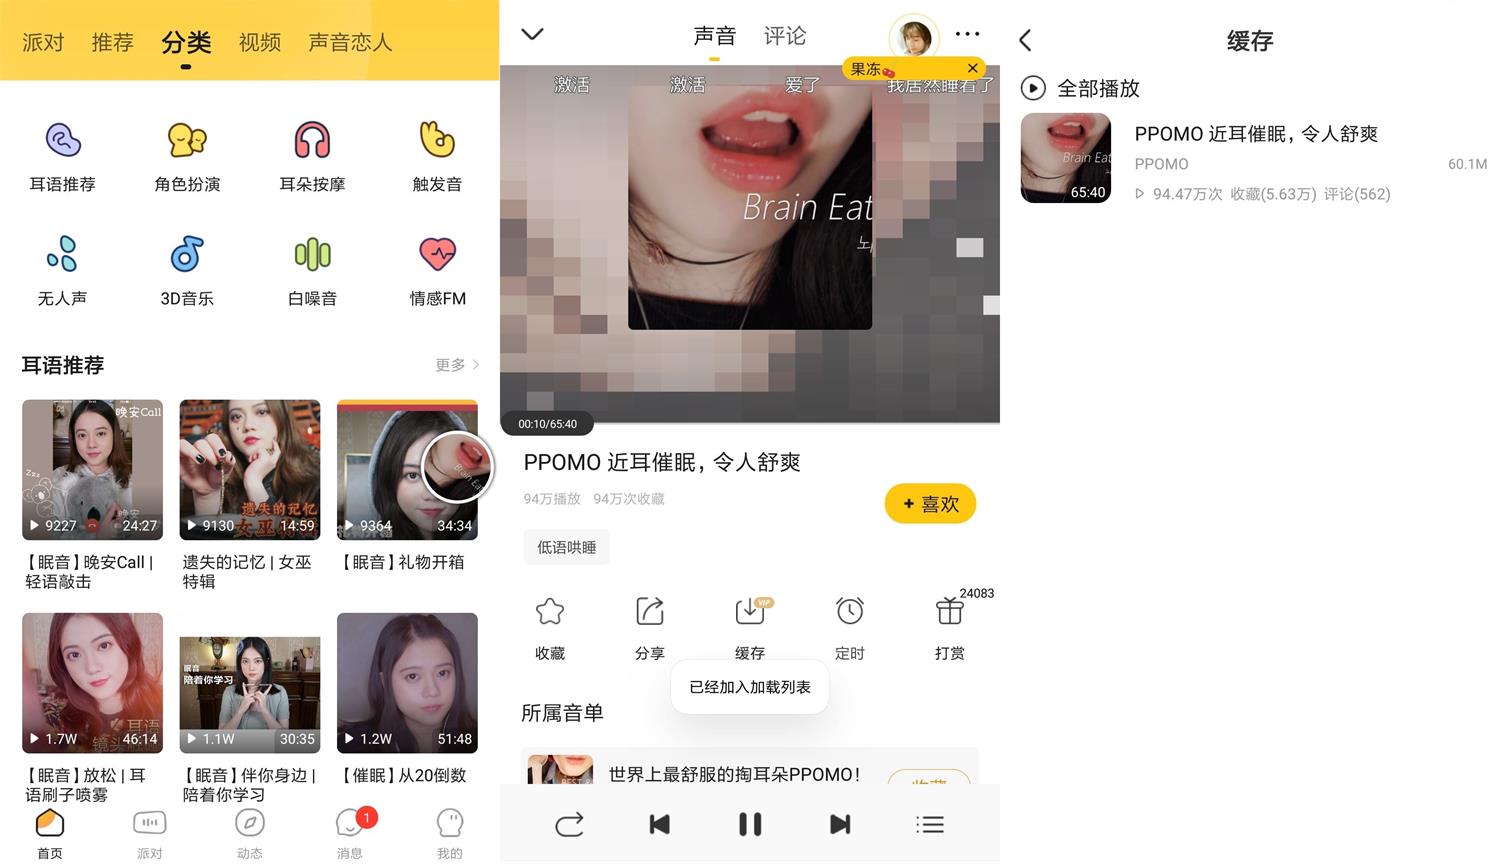 派对 推荐 分类 视频 声音恋人
耳语推荐 角色扮演 耳朵按摩 触发音
无人声 3D音乐 白噪音 情感FM
耳语推荐 更多
晚安Call
Zzz
晚安
9227 24:27
遗失的记忆
女巫特辑
9130 14:59
Brain Ea
礼物开箱
9364 34:34
【眠音】晚安Call |
轻语敲击
遗失的记忆 | 女巫
特辑
【眠音】礼物开箱
耳语
1.7W 46:14
眠音
陪着你学习
1.1W 30:35
1.2W 51:48
【眠音】放松 | 耳
语刷子喷雾
【眠音】伴你身边 |
陪着你学习
【催眠】从20倒数
首页 派对 动态 消息 1 我的
声音 评论
果冻
激活 激活 爱了 我居然睡着了
Brain Eat
노
00:10/65:40
PPOMO 近耳催眠，令人舒爽
94万播放 94万次收藏
+ 喜欢
低语哄睡
VIP
24083
收藏 分享 缓存 定时 打赏
已经加入加载列表
所属音单
BEST
世界上最舒服的掏耳朵PPOMO！
收藏
缓存
全部播放
Brain Eat
65:40
PPOMO 近耳催眠，令人舒爽
PPOMO
60.1M
94.47万次 收藏(5.63万) 评论(562)